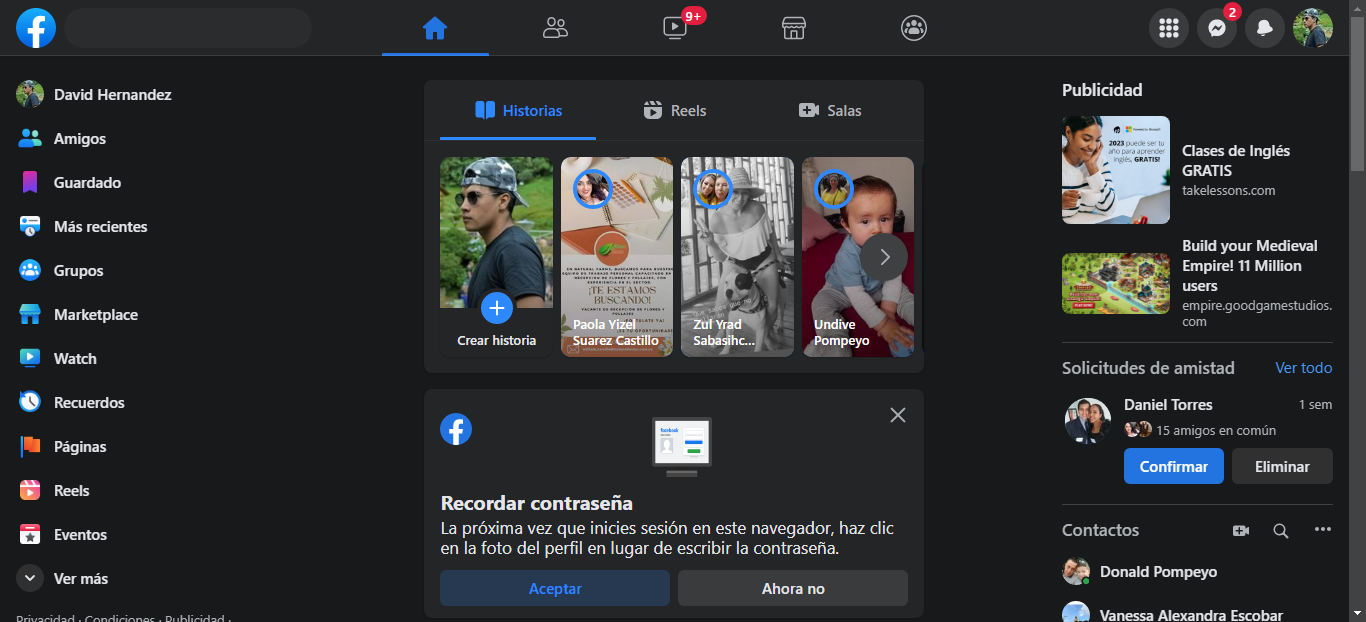 9+
2
David Hernandez
Amigos
Guardado
Más recientes
Grupos
Marketplace
Watch
Recuerdos
Páginas
Reels
Eventos
Ver más
Privacidad · Condiciones · Publicidad ·
Historias
Reels
Salas
Crear historia
¡TE ESTAMOS
BUSCANDO!
Paola Yizel
Suarez Castillo
Zul Yrad
Sabasihc...
Undive
Pompeyo
facebook
Recordar contraseña
La próxima vez que inicies sesión en este navegador, haz clic
en la foto del perfil en lugar de escribir la contraseña.
Aceptar
Ahora no
Publicidad
2023 puede ser tu
año para aprender
inglés, GRATIS!
Clases de Inglés
GRATIS
takelessons.com
Build your Medieval
Empire! 11 Million
users
empire.goodgamestudios.
com
Solicitudes de amistad
Ver todo
Daniel Torres
1 sem
15 amigos en común
Confirmar
Eliminar
Contactos
Donald Pompeyo
Vanessa Alexandra Escobar